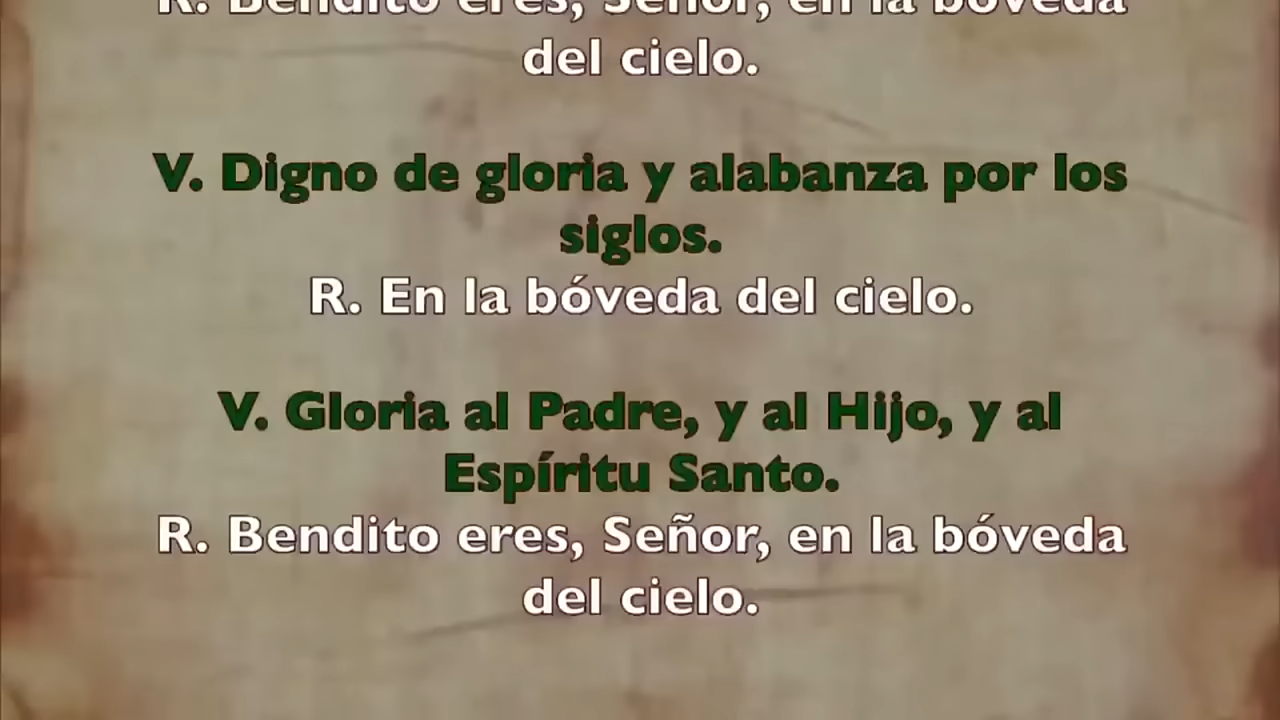 R. Bendito eres, Señor, en la bóveda
del cielo.
V. Digno de gloria y alabanza por los
siglos.
R. En la bóveda del cielo.
V. Gloria al Padre, y al Hijo, y al
Espíritu Santo.
R. Bendito eres, Señor, en la bóveda
del cielo.